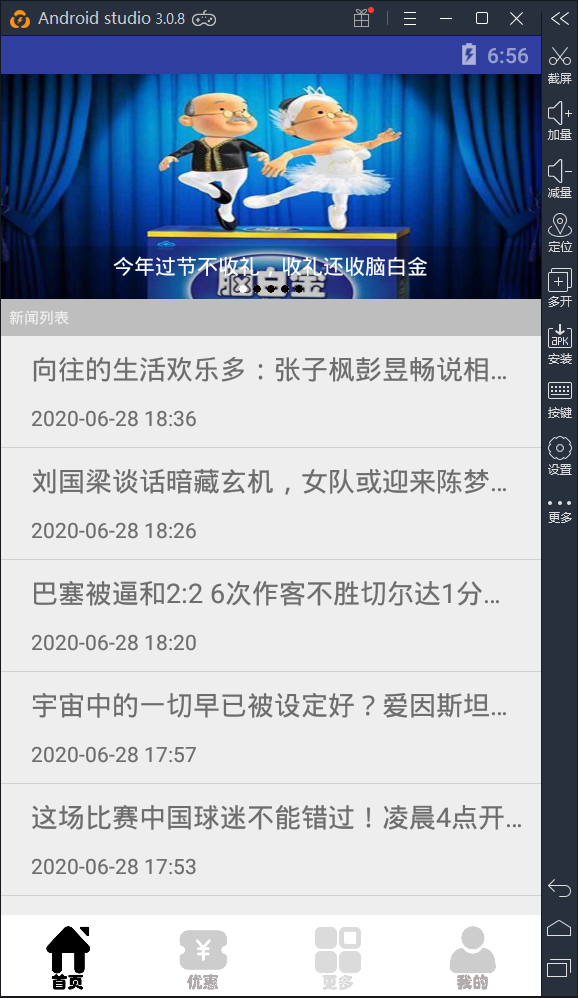 Android studio 3.0.8
6:56
截屏
加量
减量
定位
多开
APK
安装
按键
设置
更多
脑白金
今年过节不收礼，收礼还收脑白金
新闻列表
向往的生活欢乐多：张子枫彭昱畅说相...
2020-06-28 18:36
刘国梁谈话暗藏玄机，女队或迎来陈梦...
2020-06-28 18:26
巴塞被逼和2:2 6次作客不胜切尔达1分...
2020-06-28 18:20
宇宙中的一切早已被设定好？爱因斯坦...
2020-06-28 17:57
这场比赛中国球迷不能错过！凌晨4点开...
2020-06-28 17:53
首页
¥
优惠
更多
我的